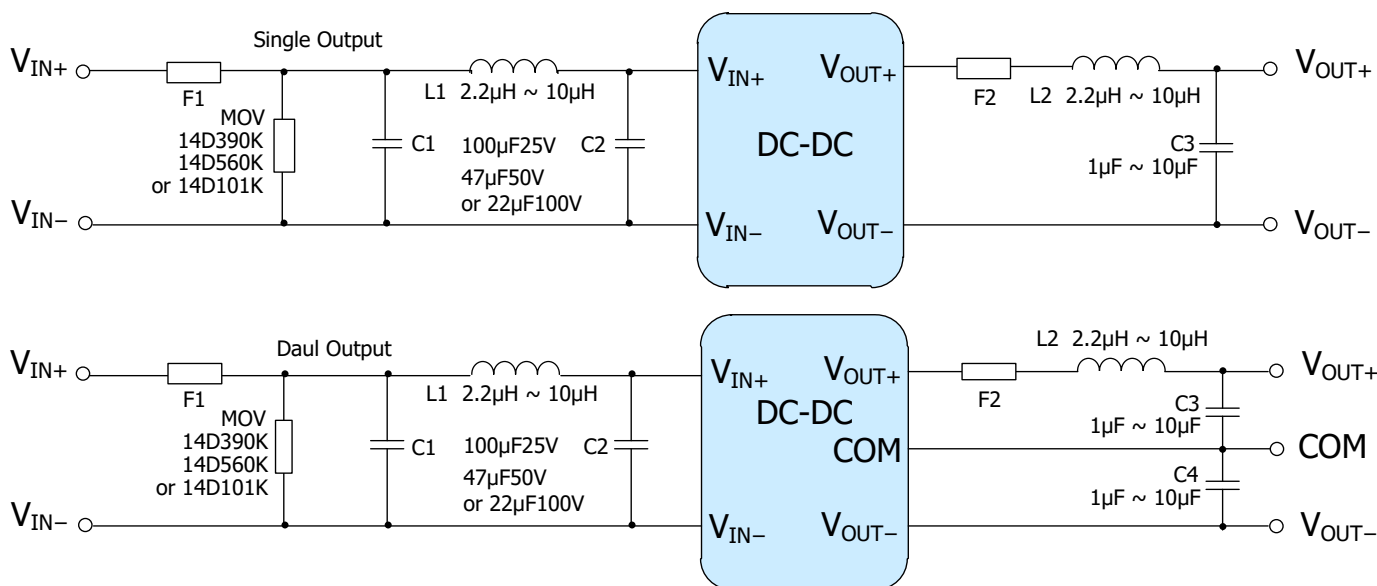 Single Output
VIN+
F1
MOV
14D390K
14D560K
or 14D101K
C1
L1 2.2µH ~ 10µH
100µF25V
47µF50V
or 22µF100V
C2
VIN−
VIN+
VOUT+
DC-DC
VIN−
VOUT−
F2
L2 2.2µH ~ 10µH
C3
1µF ~ 10µF
VOUT+
VOUT−
Daul Output
VIN+
F1
MOV
14D390K
14D560K
or 14D101K
C1
L1 2.2µH ~ 10µH
100µF25V
47µF50V
or 22µF100V
C2
VIN−
VIN+
VOUT+
DC-DC
COM
VIN−
VOUT−
L2 2.2µH ~ 10µH
F2
C3
1µF ~ 10µF
C4
1µF ~ 10µF
VOUT+
COM
VOUT−